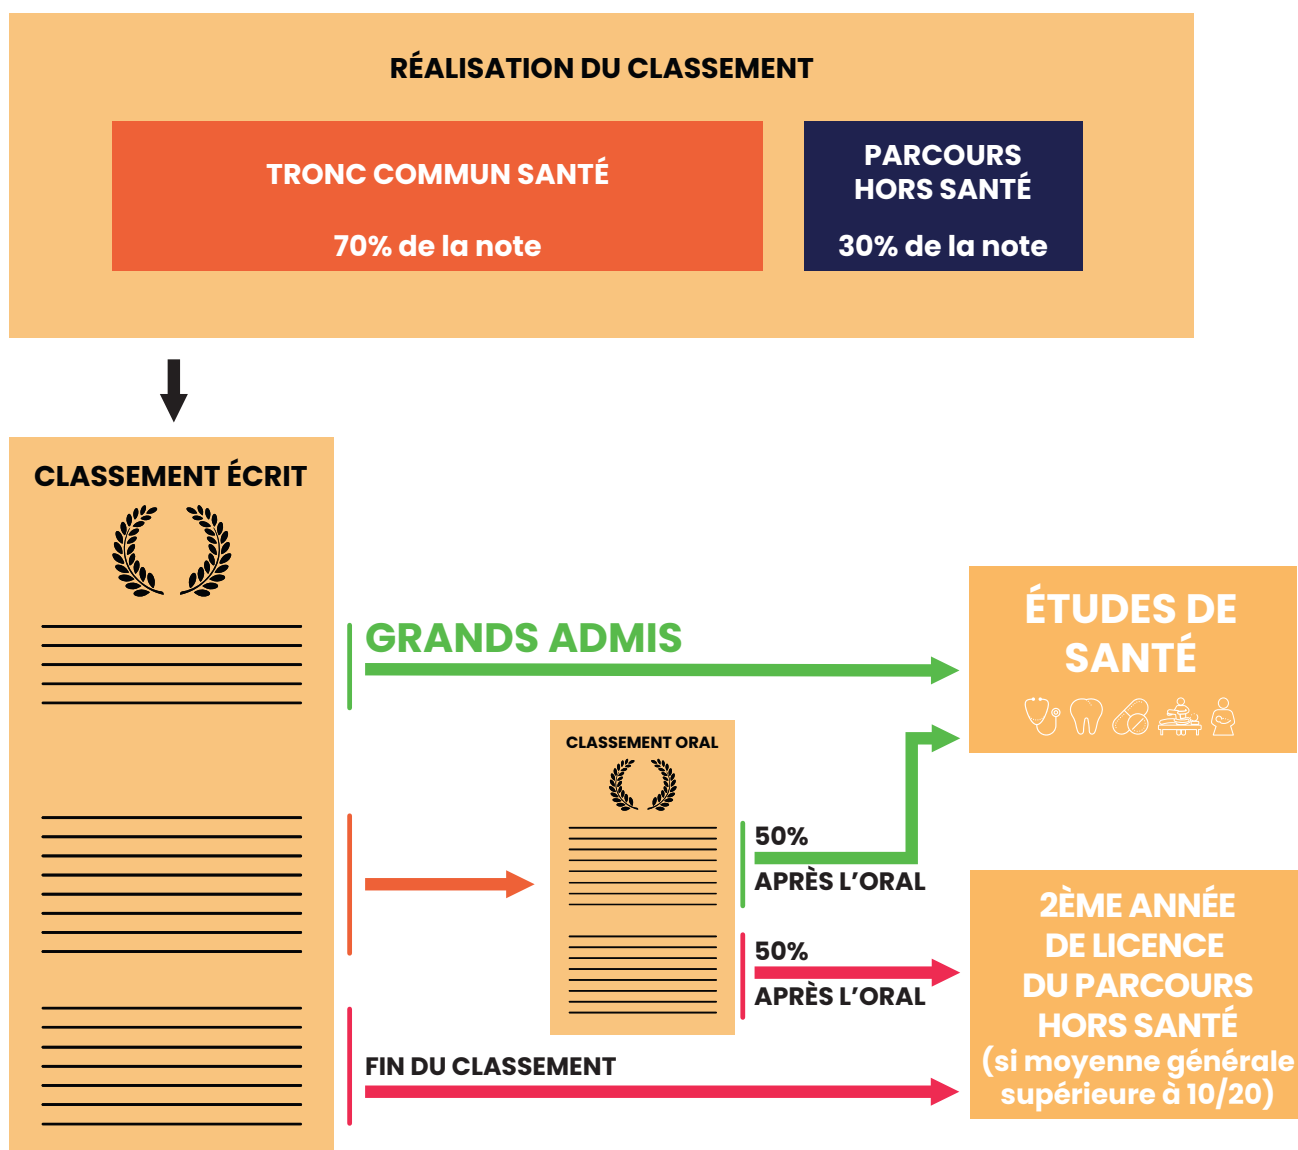 RÉALISATION DU CLASSEMENT
TRONC COMMUN SANTÉ
70% de la note
PARCOURS
HORS SANTÉ
30% de la note
CLASSEMENT ÉCRIT
GRANDS ADMIS
ÉTUDES DE
SANTÉ
CLASSEMENT ORAL
50%
APRÈS L’ORAL
50%
APRÈS L’ORAL
FIN DU CLASSEMENT
2ÈME ANNÉE
DE LICENCE
DU PARCOURS
HORS SANTÉ
(si moyenne générale
supérieure à 10/20)